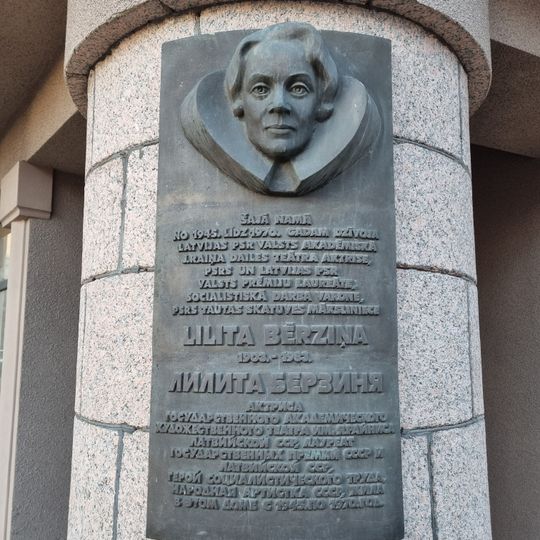 ŠAJĀ NAMĀ
NO 1945. LĪDZ 1970. GADAM DZĪVOJA
LATVIJAS PSR VALSTS AKADĒMISKĀ
J.RAIŅA DAILES TEĀTRA AKTRISE,
PSRS UN LATVIJAS PSR
VALSTS PRĒMIJU LAUREĀTE,
SOCIĀLISTISKĀ DARBA VARONE,
PSRS TAUTAS SKATUVES MĀKSLINIECE
LILITA BĒRZIŅA
1903.-1983.
ЛИЛИТА БЕРЗИНЯ
АКТРИСА
ГОСУДАРСТВЕННОГО АКАДЕМИЧЕСКОГО
ХУДОЖЕСТВЕННОГО ТЕАТРА ИМ. Я.РАЙНИСА
ЛАТВИЙСКОЙ ССР, ЛАУРЕАТ
ГОСУДАРСТВЕННЫХ ПРЕМИЙ СССР И
ЛАТВИЙСКОЙ ССР,
ГЕРОЙ СОЦИАЛИСТИЧЕСКОГО ТРУДА,
НАРОДНАЯ АРТИСТКА СССР, ЖИЛА
В ЭТОМ ДОМЕ С 1945 ПО 1970 ГОД.